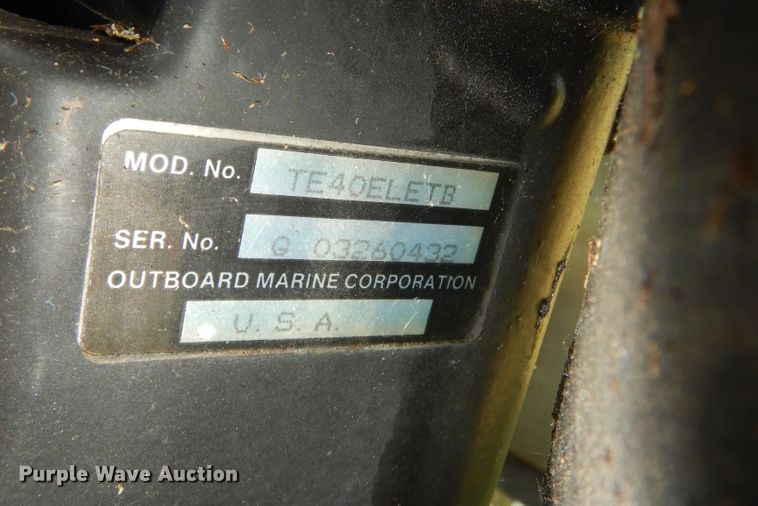 MOD. No. TE40ELETB
SER. No. G 03260432
OUTBOARD MARINE CORPORATION
U.S.A.
Purple Wave Auction